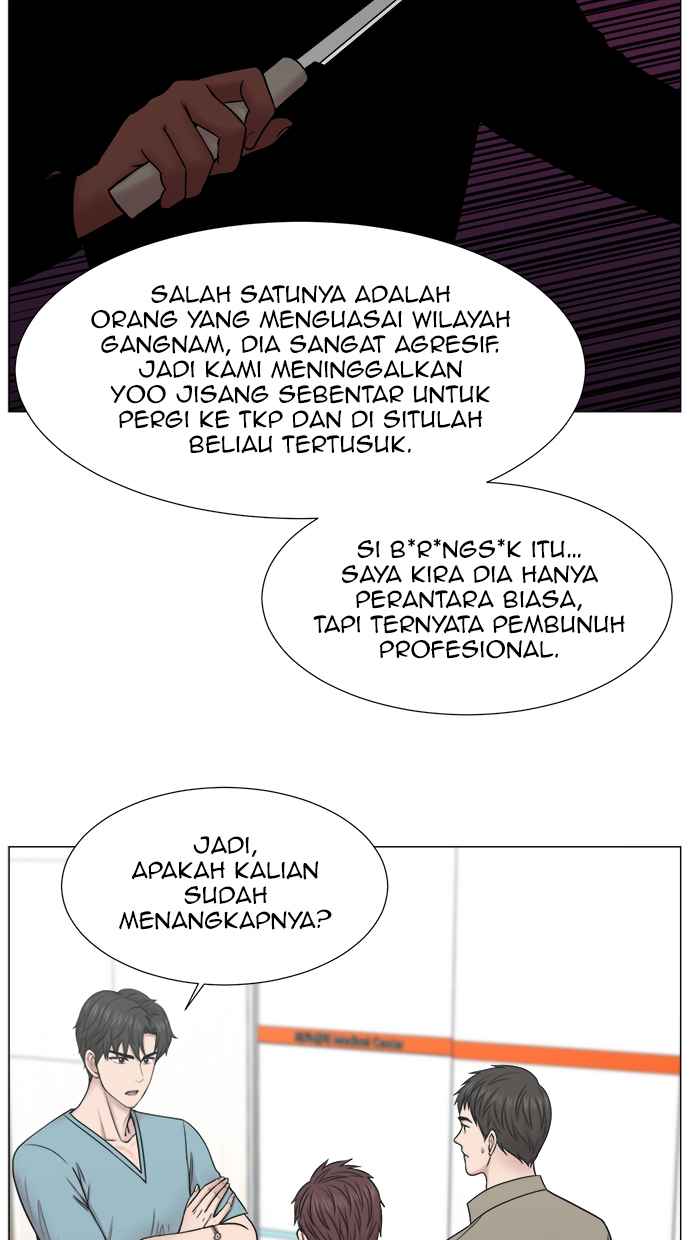 SALAH SATUNYA ADALAH
ORANG YANG MENGUASAI WILAYAH
GANGNAM, DIA SANGAT AGRESIF.
JADI KAMI MENINGGALKAN
YOO JISANG SEBENTAR UNTUK
PERGI KE TKP DAN DI SITULAH
BELIAU TERTUSUK.
SI B*R*NGS*K ITU...
SAYA KIRA DIA HANYA
PERANTARA BIASA,
TAPI TERNYATA PEMBUNUH
PROFESIONAL.
JADI,
APAKAH KALIAN
SUDAH
MENANGKAPNYA?
Center